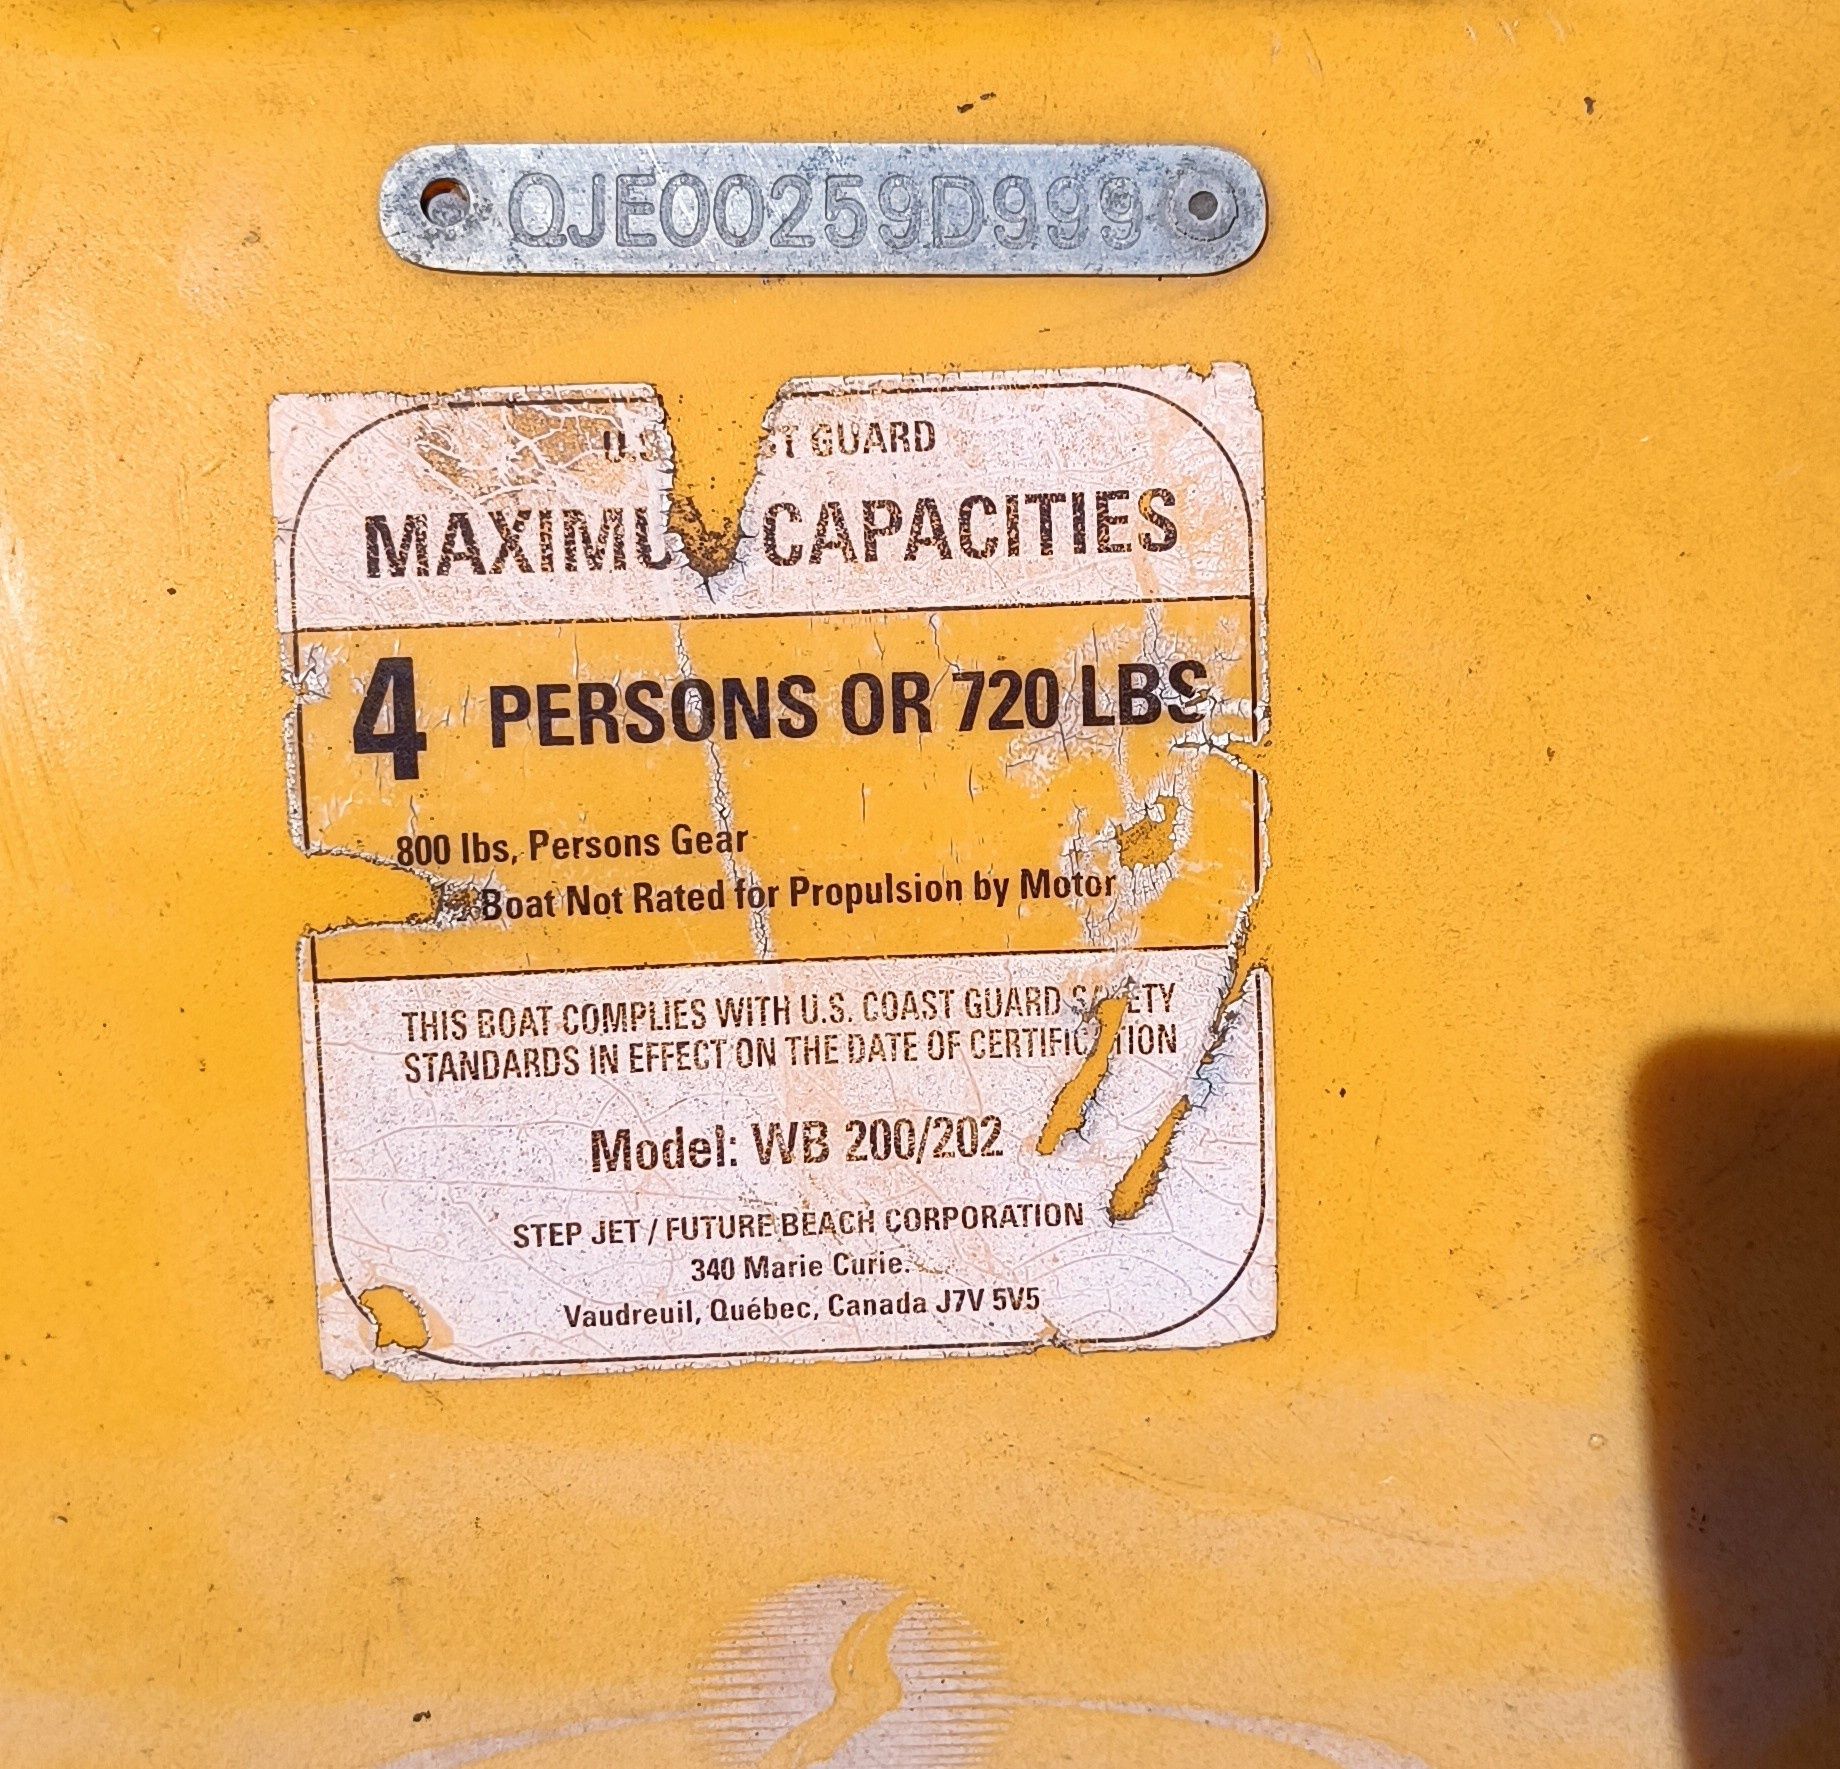 QJE00259D999
GUARD
CAPACITIES
4 PERSONS OR 720 LBS
800 lbs, Persons Gear
Boat Not Rated for Propulsion by Motor
THIS BOAT COMPLIES WITH U.S. COAST GUARD
STANDARDS IN EFFECT ON THE DATE OF
Model: WB 200/202
STEP JET / FUTURE BEACH CORPORATION
340 Marie Curie.
Vaudreuil, Québec, Canada J7V 5V5